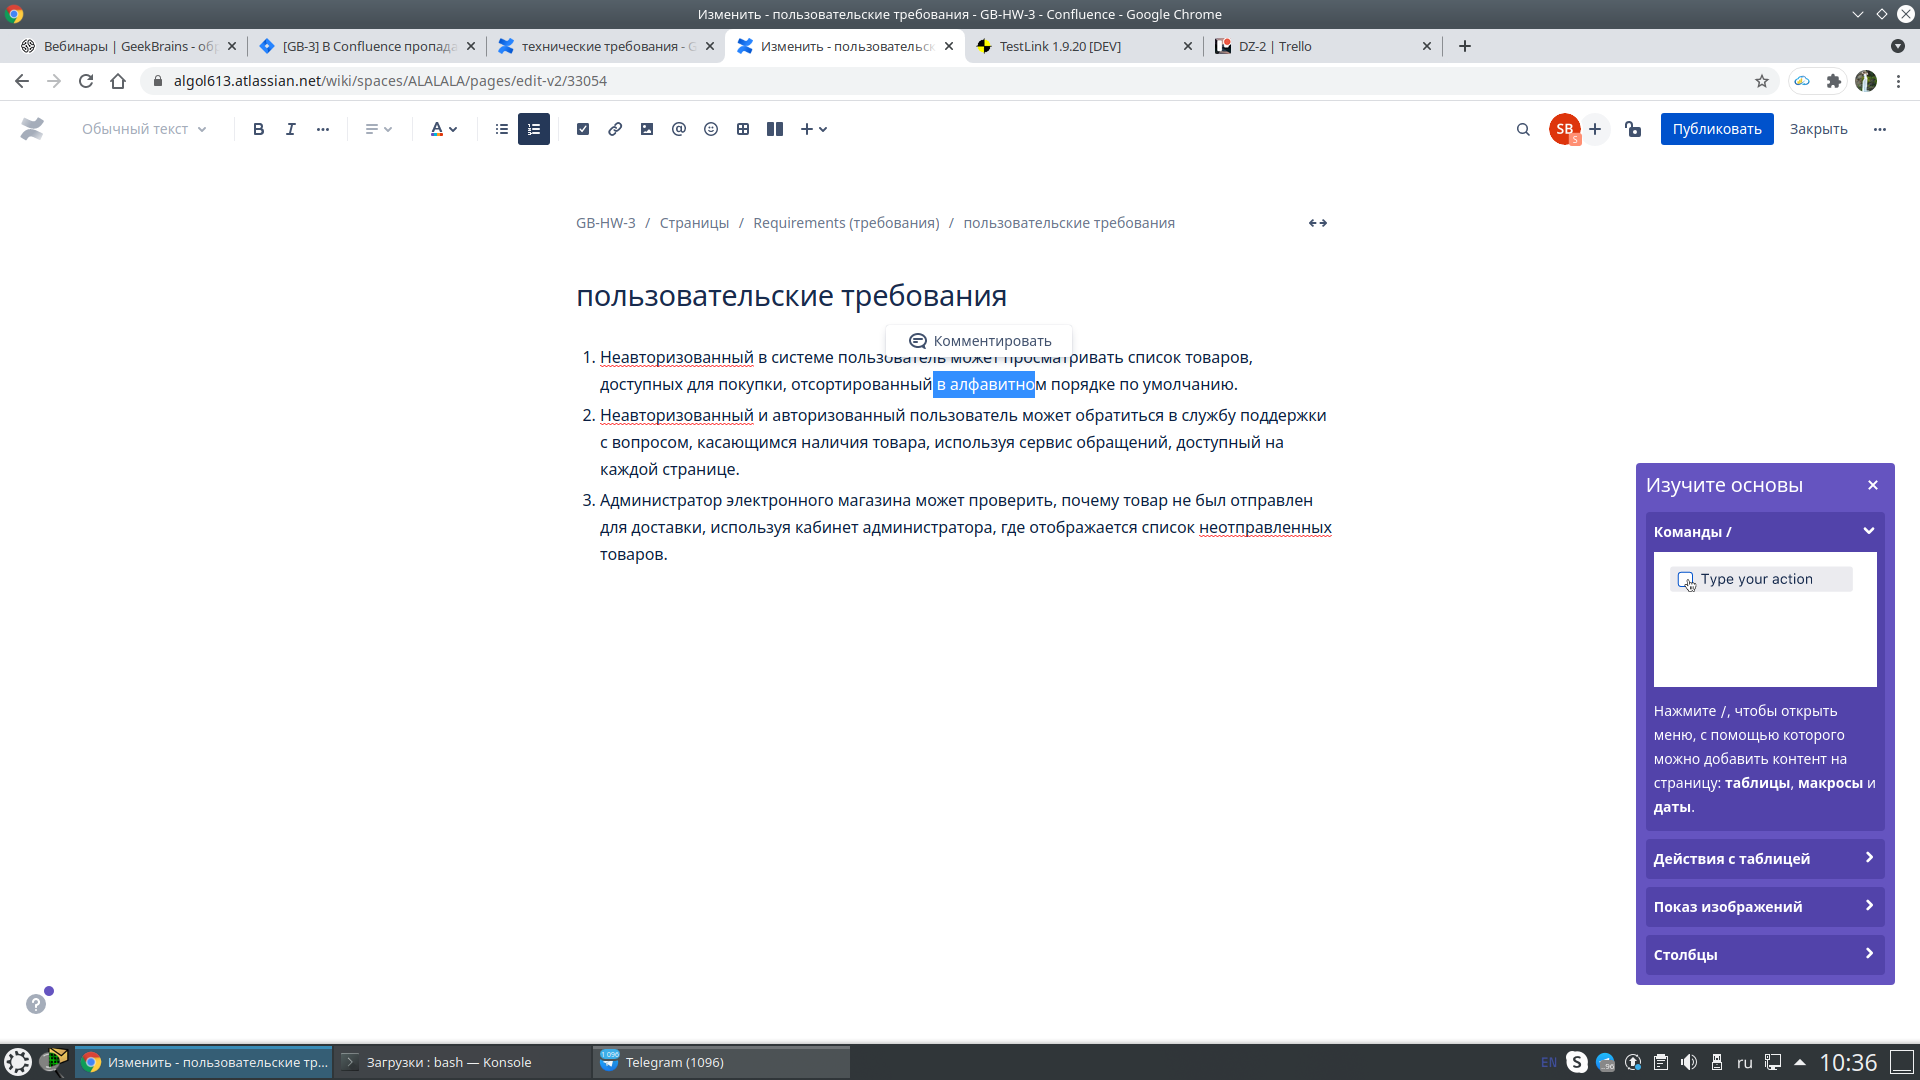 Изменить - пользовательские требования - GB-HW-3 - Confluence - Google Chrome
Вебинары | GeekBrains - об
[GB-3] В Confluence пропада
технические требования - G
Изменить - пользовательск
TestLink 1.9.20 [DEV]
DZ-2 | Trello
algol613.atlassian.net/wiki/spaces/ALALALA/pages/edit-v2/33054
Обычный текст
B
I
A
SB
S
Публиковать
Закрыть
GB-HW-3 / Страницы / Requirements (требования) / пользовательские требования
пользовательские требования
Комментировать
1. Неавторизованный в системе пользователь может просматривать список товаров,
доступных для покупки, отсортированный в алфавитном порядке по умолчанию.
2. Неавторизованный и авторизованный пользователь может обратиться в службу поддержки
с вопросом, касающимся наличия товара, используя сервис обращений, доступный на
каждой странице.
3. Администратор электронного магазина может проверить, почему товар не был отправлен
для доставки, используя кабинет администратора, где отображается список неотправленных
товаров.
Изучите основы
Команды /
Type your action
Нажмите /, чтобы открыть
меню, с помощью которого
можно добавить контент на
страницу: таблицы, макросы и
даты.
Действия с таблицей
Показ изображений
Столбцы
?
Изменить - пользовательские тр...
Загрузки : bash — Konsole
Telegram (1096)
EN
S
ru
10:36